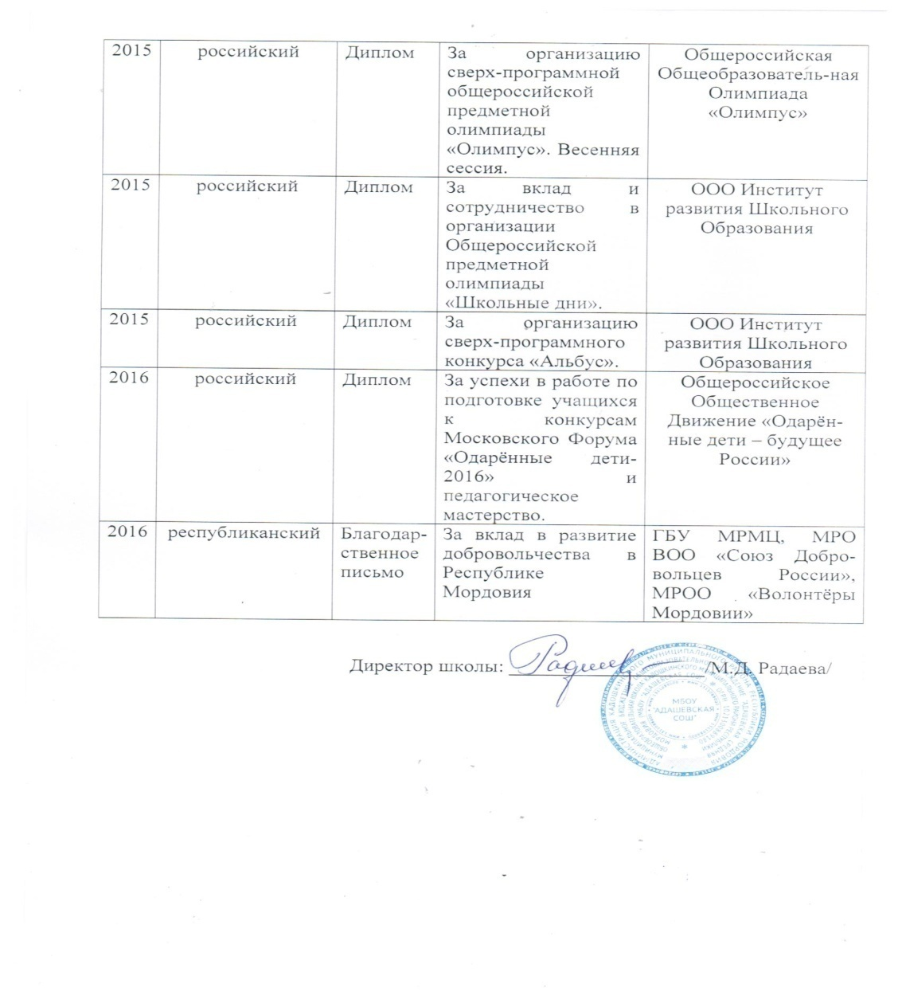 2015 российский Диплом За организацию Общероссийская
сверх-программной Общеобразователь-ная
общероссийской Олимпиада
предметной «Олимпус»
олимпиады
«Олимпус». Весенняя
сессия.
2015 российский Диплом За вклад и ООО Институт
сотрудничество в развития Школьного
организации Образования
Общероссийской
предметной
олимпиады
«Школьные дни».
2015 российский Диплом За организацию ООО Институт
сверх-программного развития Школьного
конкурса «Альбус». Образования
2016 российский Диплом За успехи в работе по Общероссийское
подготовке учащихся Общественное
к конкурсам Движение «Одарён-
Московского Форума ные дети – будущее
«Одарённые дети- России»
2016» и
педагогическое
мастерство.
2016 республиканский Благодар- За вклад в развитие ГБУ МРМЦ, МРО
ственное добровольчества в ВОО «Союз Добро-
письмо Республике вольцев России»,
Мордовия МРОО «Волонтёры
Мордовии»
Директор школы: /М.Д. Радаева/
МБОУ
"АДАШЕВСКАЯ
СОШ"